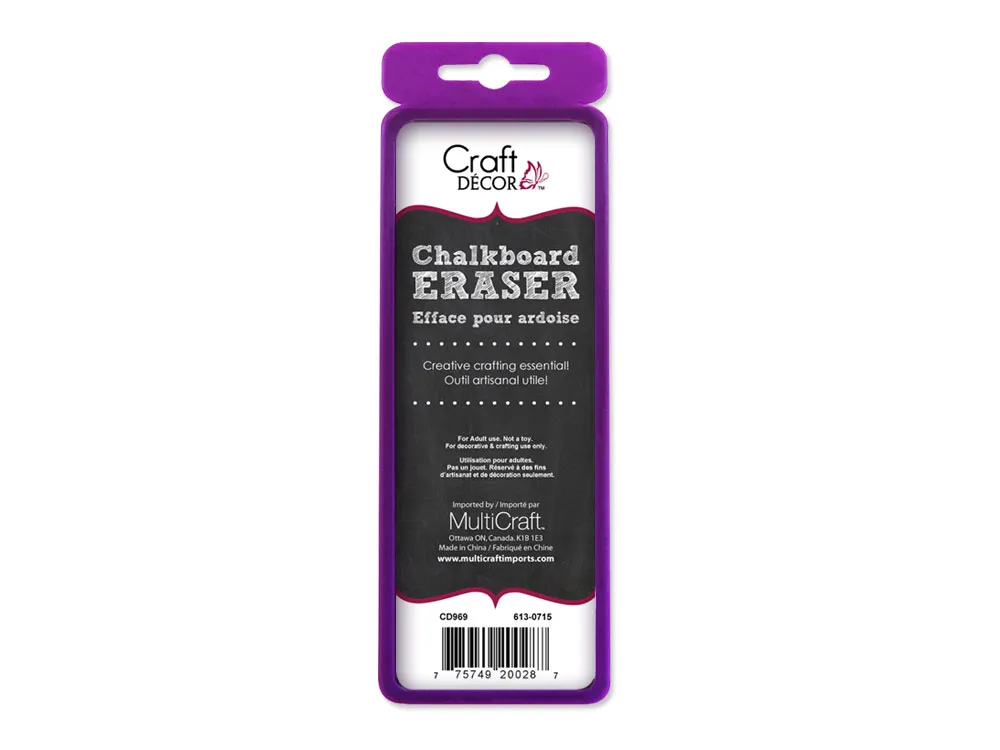 Craft
DÉCOR™
Chalkboard
ERASER
Efface pour ardoise
Creative crafting essential!
Outil artisanal utile!
For Adult use. Not a toy.
For decorative & crafting use only.
Utilisation pour adultes.
Pas un jouet. Réservé à des fins
d'artisanat et de décoration seulement.
Imported by / Importé par
MultiCraft™
Ottawa ON, Canada. K1B 1E3
Made in China / Fabriqué en Chine
www.multicraftimports.com
CD969 613-0715
7 75749 20028 7